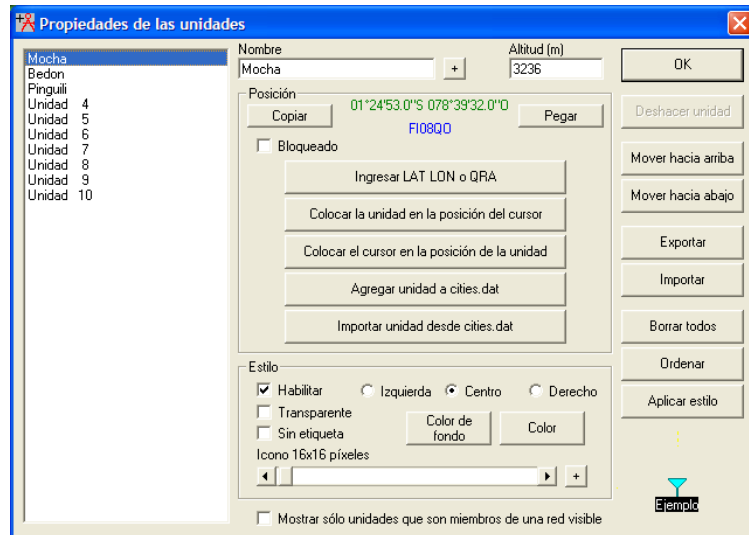 Propiedades de las unidades
Mocha
Bedon
Pinguili
Unidad 4
Unidad 5
Unidad 6
Unidad 7
Unidad 8
Unidad 9
Unidad 10
Nombre
Altitud (m)
Mocha
+
3236
Posición
Copiar
01°24'53.0"S 078°39'32.0"O
FI08QO
Pegar
Bloqueado
Ingresar LAT LON o QRA
Colocar la unidad en la posición del cursor
Colocar el cursor en la posición de la unidad
Agregar unidad a cities.dat
Importar unidad desde cities.dat
Estilo
Habilitar
Izquierda
Centro
Derecho
Transparente
Sin etiqueta
Color de
fondo
Color
Icono 16x16 píxeles
+
Mostrar sólo unidades que son miembros de una red visible
OK
Deshacer unidad
Mover hacia arriba
Mover hacia abajo
Exportar
Importar
Borrar todos
Ordenar
Aplicar estilo
Ejemplo